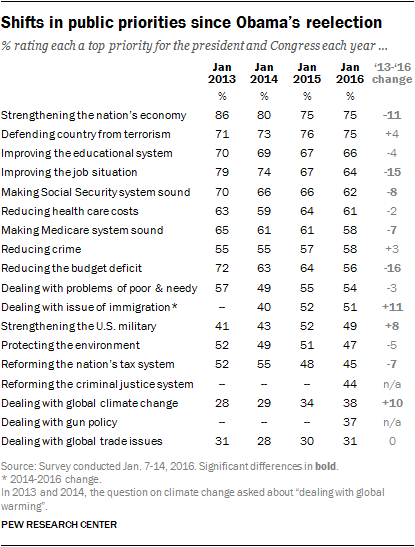 Shifts in public priorities since Obama's reelection
% rating each a top priority for the president and Congress each year ...
Jan 2013 Jan 2014 Jan 2015 Jan 2016 '13-'16 change
% % % %
Strengthening the nation's economy 86 80 75 75 -11
Defending country from terrorism 71 73 76 75 +4
Improving the educational system 70 69 67 66 -4
Improving the job situation 79 74 67 64 -15
Making Social Security system sound 70 66 66 62 -8
Reducing health care costs 63 59 64 61 -2
Making Medicare system sound 65 61 61 58 -7
Reducing crime 55 55 57 58 +3
Reducing the budget deficit 72 63 64 56 -16
Dealing with problems of poor & needy 57 49 55 54 -3
Dealing with issue of immigration* -- 40 52 51 +11
Strengthening the U.S. military 41 43 52 49 +8
Protecting the environment 52 49 51 47 -5
Reforming the nation's tax system 52 55 48 45 -7
Reforming the criminal justice system -- -- -- 44 n/a
Dealing with global climate change 28 29 34 38 +10
Dealing with gun policy -- -- -- 37 n/a
Dealing with global trade issues 31 28 30 31 0
Source: Survey conducted Jan. 7-14, 2016. Significant differences in bold.
* 2014-2016 change.
In 2013 and 2014, the question on climate change asked about "dealing with global
warming".
PEW RESEARCH CENTER